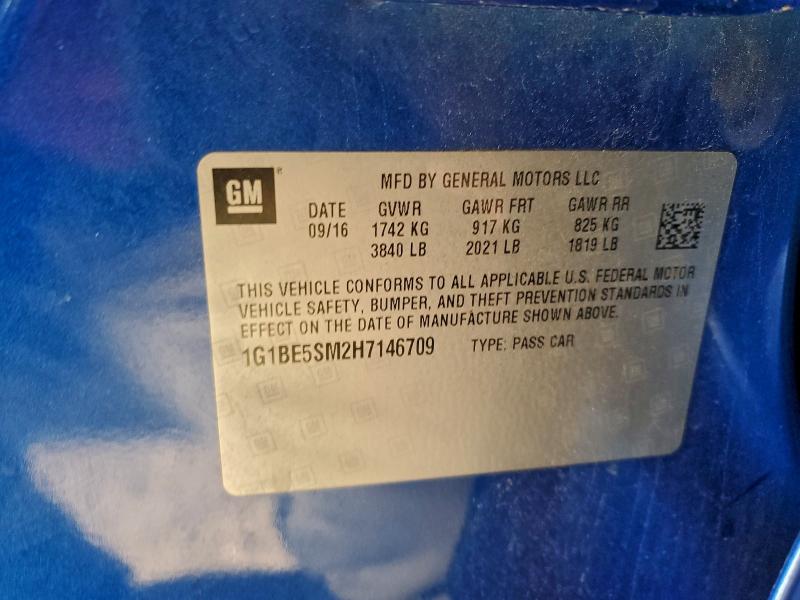 GM
MFD BY GENERAL MOTORS LLC
DATE GVWR GAWR FRT GAWR RR
09/16 1742 KG 917 KG 825 KG
3840 LB 2021 LB 1819 LB
THIS VEHICLE CONFORMS TO ALL APPLICABLE U.S. FEDERAL MOTOR
VEHICLE SAFETY, BUMPER, AND THEFT PREVENTION STANDARDS IN
EFFECT ON THE DATE OF MANUFACTURE SHOWN ABOVE.
1G1BE5SM2H7146709 TYPE: PASS CAR